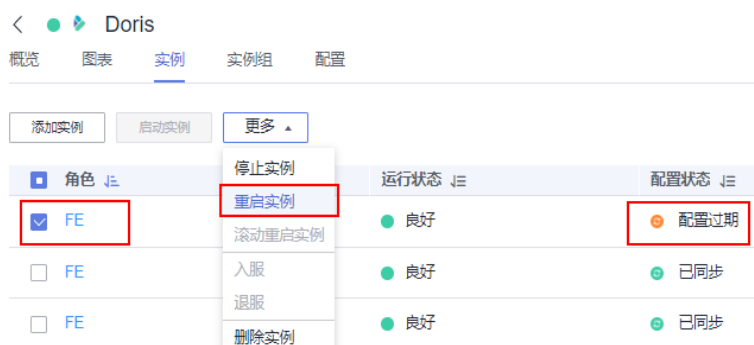 Doris
概览 图表 实例 实例组 配置
添加实例 启动实例 更多
停止实例
角色 运行状态 配置状态
重启实例
FE 良好 配置过期
滚动重启实例
入服
FE 良好 已同步
退服
FE 良好 已同步
删除实例